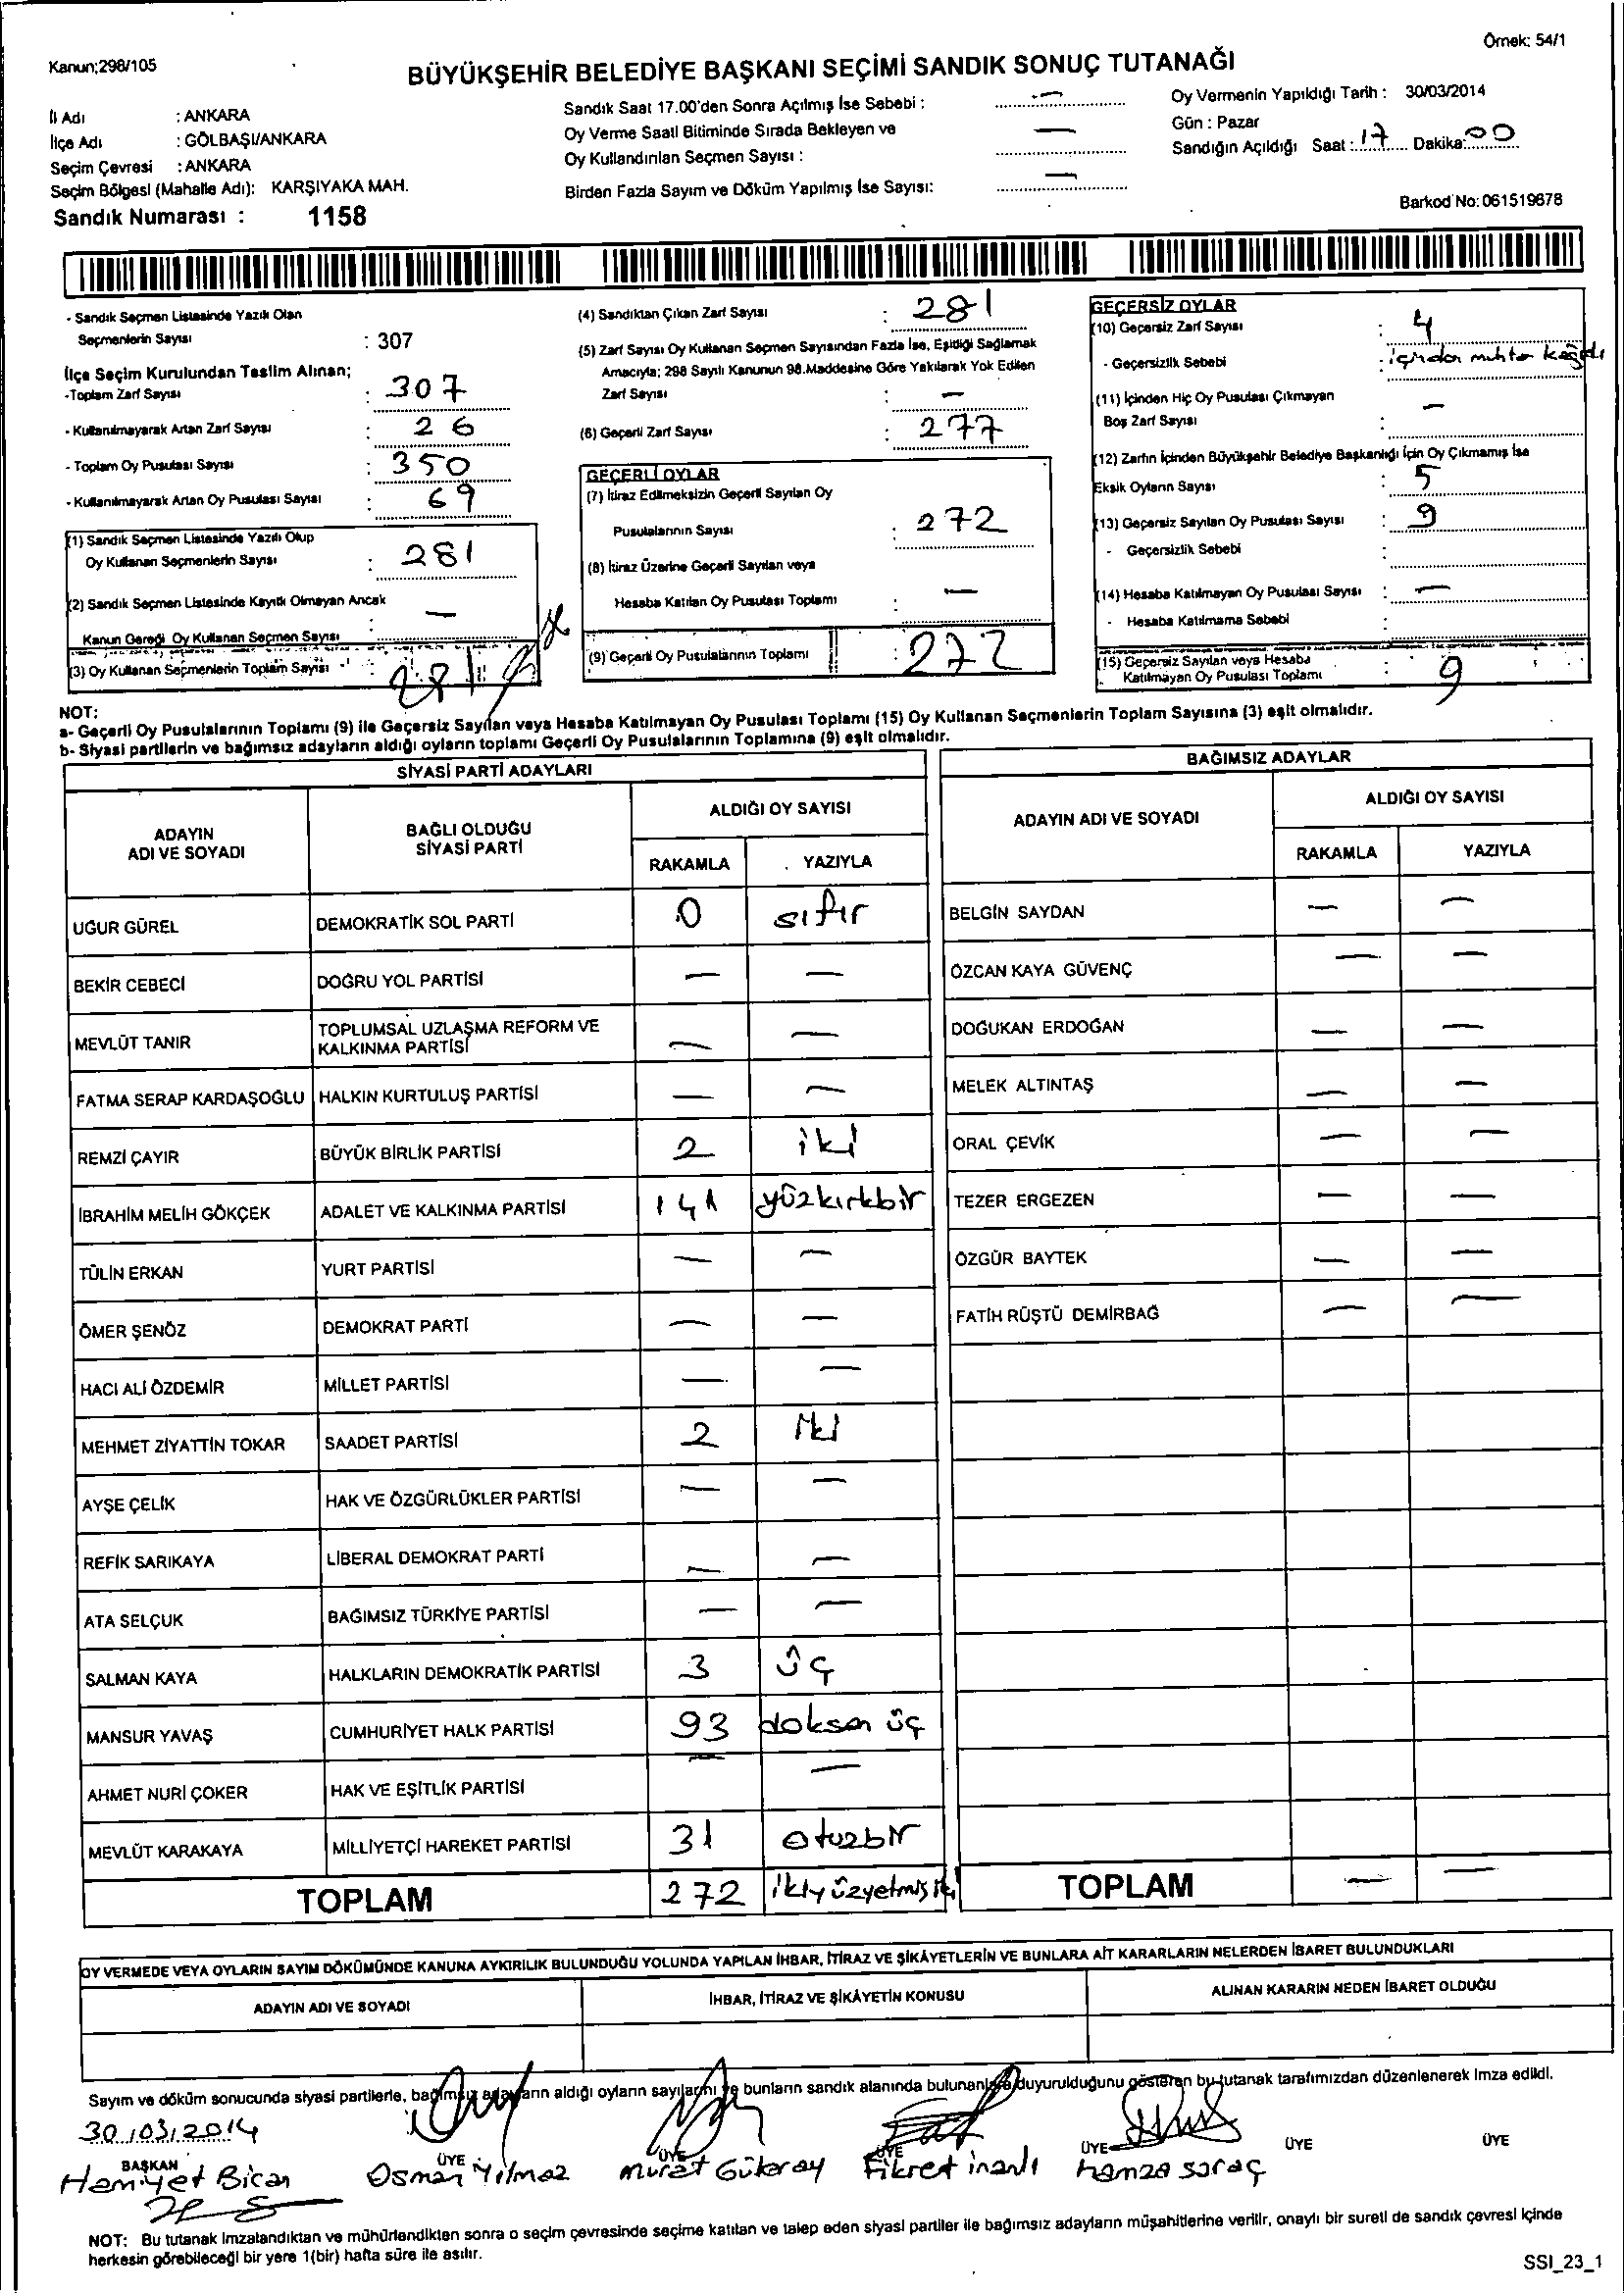 Kanun;298/105
Örnek: 54/1
BÜYÜKŞEHİR BELEDİYE BAŞKANI SEÇİMİ SANDIK SONUÇ TUTANAĞI
İl Adı : ANKARA
İlçe Adı : GÖLBAŞI/ANKARA
Seçim Çevresi : ANKARA
Seçim Bölgesi (Mahalle Adı): KARŞIYAKA MAH.
Sandık Numarası : 1158
Sandık Saat 17.00'den Sonra Açılmış İse Sebebi : —
Oy Verme Saati Bitiminde Sırada Bekleyen ve
Oy Kullandırılan Seçmen Sayısı : —
Birden Fazla Sayım ve Döküm Yapılmış İse Sayısı: —
Oy Vermenin Yapıldığı Tarih : 30/03/2014
Gün : Pazar
Sandığın Açıldığı Saat : 17 Dakika: 00
Barkod No: 061519678
- Sandık Seçmen Listesinde Yazılı Olan
Seçmenlerin Sayısı : 307
İlçe Seçim Kurulundan Teslim Alınan;
-Toplam Zarf Sayısı : 307
- Kullanılmayarak Artan Zarf Sayısı : 26
- Toplam Oy Pusulası Sayısı : 350
- Kullanılmayarak Artan Oy Pusulası Sayısı : 69
(1) Sandık Seçmen Listesinde Yazılı Olup
Oy Kullanan Seçmenlerin Sayısı : 281
(2) Sandık Seçmen Listesinde Kayıtlı Olmayan Ancak
Kanun Gereği Oy Kullanan Seçmen Sayısı : —
(3) Oy Kullanan Seçmenlerin Toplam Sayısı : 281
(4) Sandıktan Çıkan Zarf Sayısı : 281
(5) Zarf Sayısı Oy Kullanan Seçmen Sayısından Fazla İse, Eşitliği Sağlamak
Amacıyla; 298 Sayılı Kanunun 98.Maddesine Göre Yakılarak Yok Edilen
Zarf Sayısı : —
(6) Geçerli Zarf Sayısı : 277
GEÇERLİ OYLAR
(7) İtiraz Edilmeksizin Geçerli Sayılan Oy
Pusulalarının Sayısı : 272
(8) İtiraz Üzerine Geçerli Sayılan veya
Hesaba Katılan Oy Pusulası Toplamı : —
(9) Geçerli Oy Pusulalarının Toplamı : 272
GEÇERSİZ OYLAR
(10) Geçersiz Zarf Sayısı : 4
- Geçersizlik Sebebi : içinden muhtar kağıdı
(11) İçinden Hiç Oy Pusulası Çıkmayan
Boş Zarf Sayısı : —
(12) Zarfın İçinden Büyükşehir Belediye Başkanlığı İçin Oy Çıkmamış İse
Eksik Oyların Sayısı : 5
(13) Geçersiz Sayılan Oy Pusulası Sayısı : 9
- Geçersizlik Sebebi :
(14) Hesaba Katılmayan Oy Pusulası Sayısı : —
- Hesaba Katılmama Sebebi :
(15) Geçersiz Sayılan veya Hesaba
Katılmayan Oy Pusulası Toplamı : 9
NOT:
a- Geçerli Oy Pusulalarının Toplamı (9) ile Geçersiz Sayılan veya Hesaba Katılmayan Oy Pusulası Toplamı (15) Oy Kullanan Seçmenlerin Toplam Sayısına (3) eşit olmalıdır.
b- Siyasi partilerin ve bağımsız adayların aldığı oyların toplamı Geçerli Oy Pusulalarının Toplamına (9) eşit olmalıdır.
SİYASİ PARTİ ADAYLARI
ADAYIN ADI VE SOYADI BAĞLI OLDUĞU SİYASİ PARTİ ALDIĞI OY SAYISI
RAKAMLA YAZIYLA
UĞUR GÜREL DEMOKRATİK SOL PARTİ 0 sıfır
BEKİR CEBECİ DOĞRU YOL PARTİSİ — —
MEVLÜT TANIR TOPLUMSAL UZLAŞMA REFORM VE KALKINMA PARTİSİ — —
FATMA SERAP KARDAŞOĞLU HALKIN KURTULUŞ PARTİSİ — —
REMZİ ÇAYIR BÜYÜK BİRLİK PARTİSİ 2 iki
İBRAHİM MELİH GÖKÇEK ADALET VE KALKINMA PARTİSİ 141 yüzkırkbir
TÜLİN ERKAN YURT PARTİSİ — —
ÖMER ŞENÖZ DEMOKRAT PARTİ — —
HACI ALİ ÖZDEMİR MİLLET PARTİSİ — —
MEHMET ZİYATTİN TOKAR SAADET PARTİSİ 2 iki
AYŞE ÇELİK HAK VE ÖZGÜRLÜKLER PARTİSİ — —
REFİK SARIKAYA LİBERAL DEMOKRAT PARTİ — —
ATA SELÇUK BAĞIMSIZ TÜRKİYE PARTİSİ — —
SALMAN KAYA HALKLARIN DEMOKRATİK PARTİSİ 3 üç
MANSUR YAVAŞ CUMHURİYET HALK PARTİSİ 93 doksan üç
AHMET NURİ ÇOKER HAK VE EŞİTLİK PARTİSİ — —
MEVLÜT KARAKAYA MİLLİYETÇİ HAREKET PARTİSİ 31 otuzbir
TOPLAM 272 ikiyüzyetmiş iki
BAĞIMSIZ ADAYLAR
ADAYIN ADI VE SOYADI ALDIĞI OY SAYISI
RAKAMLA YAZIYLA
BELGİN SAYDAN — —
ÖZCAN KAYA GÜVENÇ — —
DOĞUKAN ERDOĞAN — —
MELEK ALTINTAŞ — —
ORAL ÇEVİK — —
TEZER ERGEZEN — —
ÖZGÜR BAYTEK — —
FATİH RÜŞTÜ DEMİRBAĞ — —
TOPLAM — —
OY VERMEDE VEYA OYLARIN SAYIM DÖKÜMÜNDE KANUNA AYKIRILIK BULUNDUĞU YOLUNDA YAPILAN İHBAR, İTİRAZ VE ŞİKÂYETLERİN VE BUNLARA AİT KARARLARIN NELERDEN İBARET BULUNDUKLARI
ADAYIN ADI VE SOYADI İHBAR, İTİRAZ VE ŞİKÂYETİN KONUSU ALINAN KARARIN NEDEN İBARET OLDUĞU
Sayım ve döküm sonucunda siyasi partilerle, bağımsız adayların aldığı oyların sayılarını ve bunların sandık alanında bulunanlara duyurulduğunu gösteren bu tutanak tarafımızdan düzenlenerek imza edildi.
30/03/2014
BAŞKAN ÜYE ÜYE ÜYE ÜYE ÜYE ÜYE
Hamiyet Bican Osman Yılmaz Murat Gükeray Fikret inanlı hamza saraç
NOT: Bu tutanak imzalandıktan ve mühürlendikten sonra o seçim çevresinde seçime katılan ve talep eden siyasi partiler ile bağımsız adayların müşahitlerine verilir, onaylı bir sureti de sandık çevresi içinde
herkesin görebileceği bir yere 1(bir) hafta süre ile asılır.
SSI_23_1